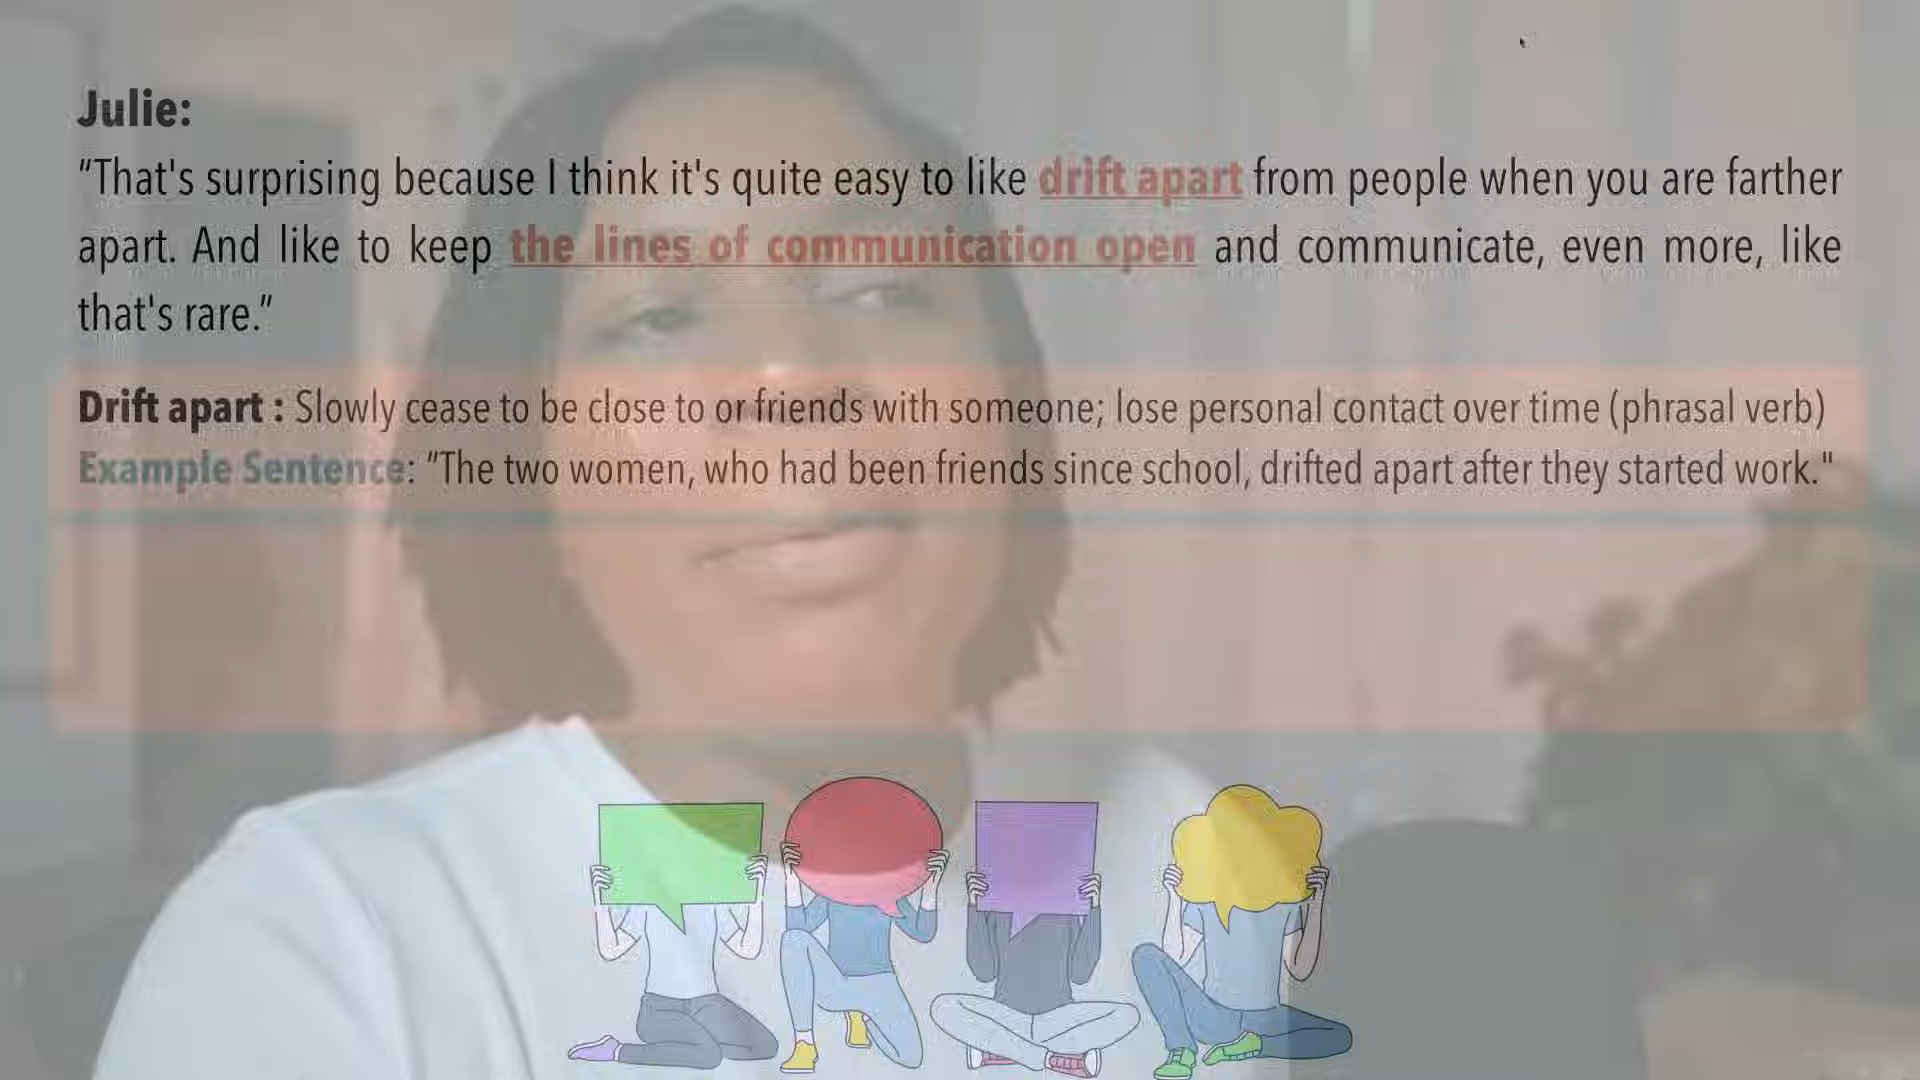 Julie:
“That's surprising because I think it's quite easy to like drift apart from people when you are farther
apart. And like to keep the lines of communication open and communicate, even more, like
that's rare.”
Drift apart : Slowly cease to be close to or friends with someone; lose personal contact over time (phrasal verb)
Example Sentence: “The two women, who had been friends since school, drifted apart after they started work."